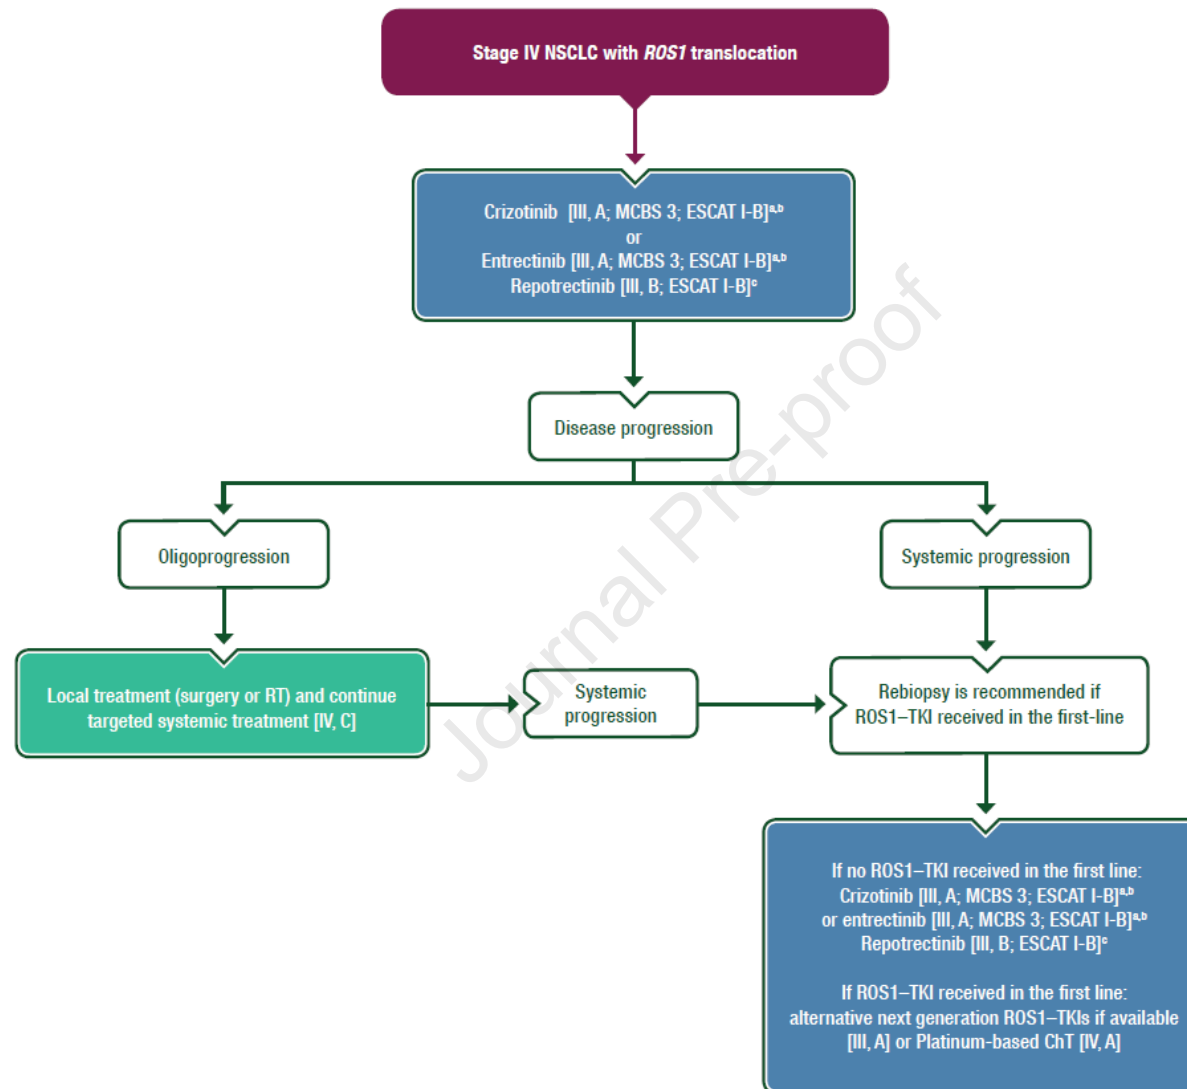 Stage IV NSCLC with ROS1 translocation
Crizotinib [III, A; MCBS 3; ESCAT I-B]a,b
or
Entrectinib [III, A; MCBS 3; ESCAT I-B]a,b
Repotrectinib [III, B; ESCAT I-B]c
Disease progression
Oligoprogression
Systemic progression
Local treatment (surgery or RT) and continue
targeted systemic treatment [IV, C]
Systemic
progression
Rebiopsy is recommended if
ROS1–TKI received in the first-line
If no ROS1–TKI received in the first line:
Crizotinib [III, A; MCBS 3; ESCAT I-B]a,b
or entrectinib [III, A; MCBS 3; ESCAT I-B]a,b
Repotrectinib [III, B; ESCAT I-B]c
If ROS1–TKI received in the first line:
alternative next generation ROS1–TKIs if available
[III, A] or Platinum-based ChT [IV, A]
Journal Pre-proof